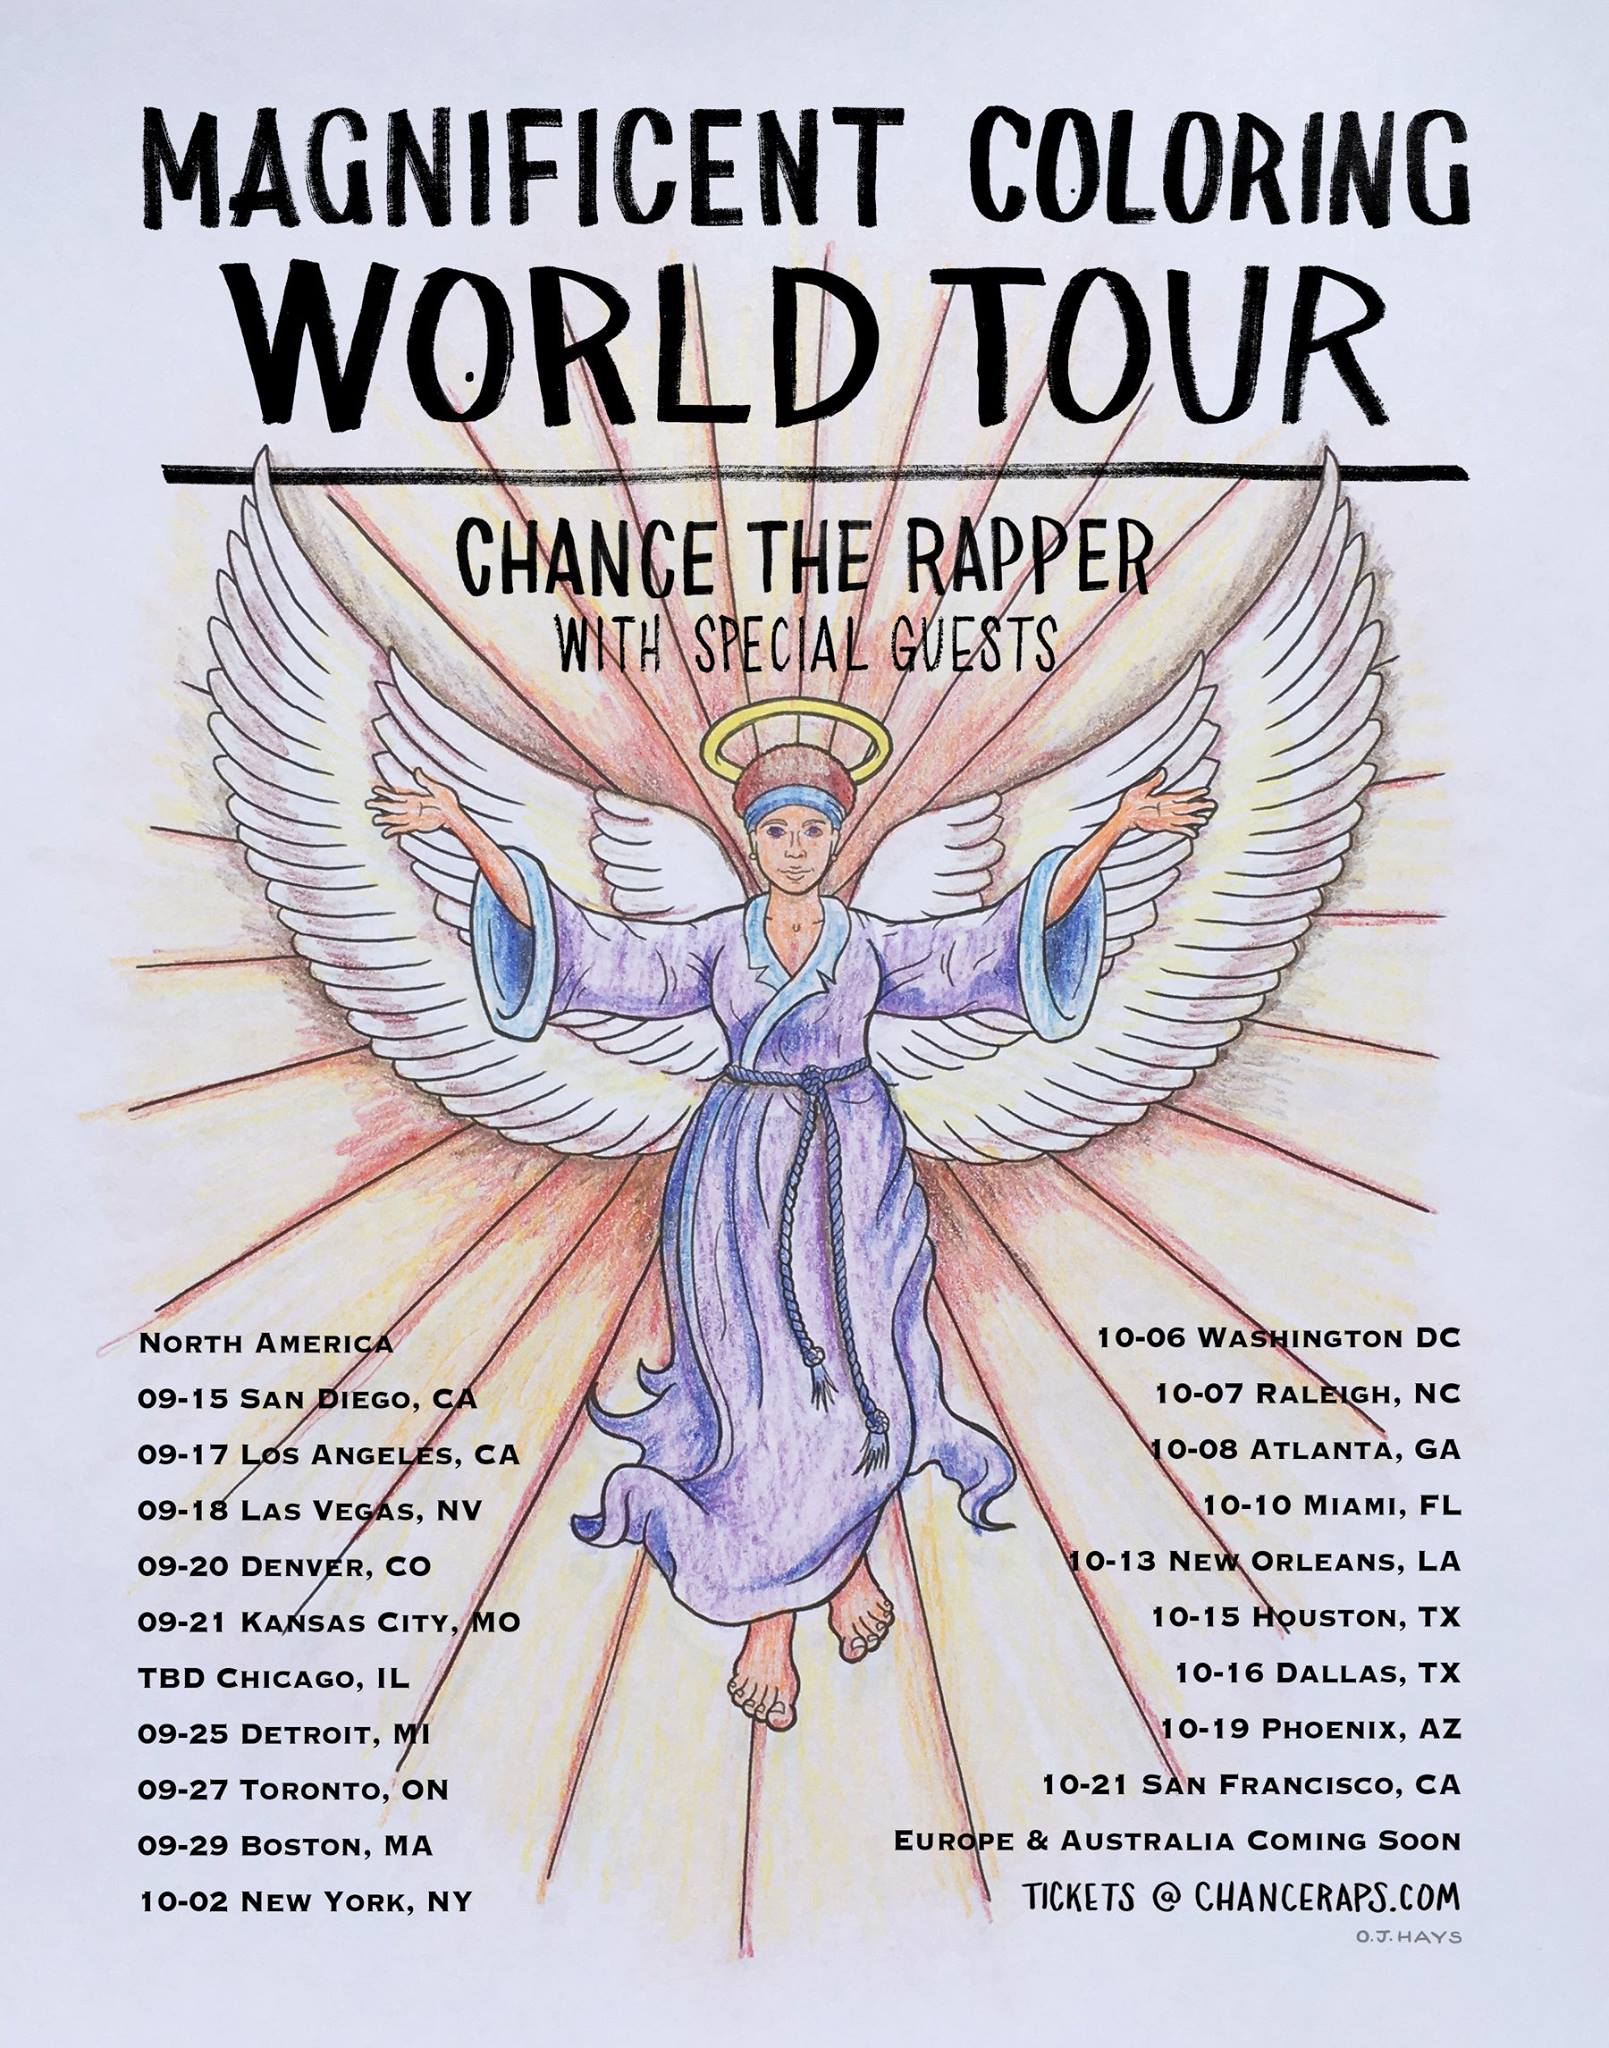 MAGNIFICENT COLORING
WORLD TOUR
CHANCE THE RAPPER
WITH SPECIAL GUESTS
North America
09-15 San Diego, CA
09-17 Los Angeles, CA
09-18 Las Vegas, NV
09-20 Denver, CO
09-21 Kansas City, MO
TBD Chicago, IL
09-25 Detroit, MI
09-27 Toronto, ON
09-29 Boston, MA
10-02 New York, NY
10-06 Washington DC
10-07 Raleigh, NC
10-08 Atlanta, GA
10-10 Miami, FL
10-13 New Orleans, LA
10-15 Houston, TX
10-16 Dallas, TX
10-19 Phoenix, AZ
10-21 San Francisco, CA
Europe & Australia Coming Soon
TICKETS @ CHANCERAPS.COM
O.J.HAYS